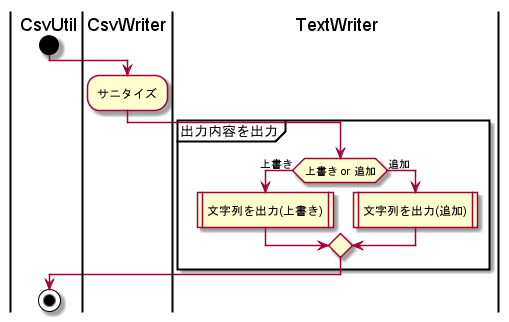 CsvUtil
CsvWriter
TextWriter
サニタイズ
出力内容を出力
上書き
上書き or 追加
追加
文字列を出力(上書き)
文字列を出力(追加)